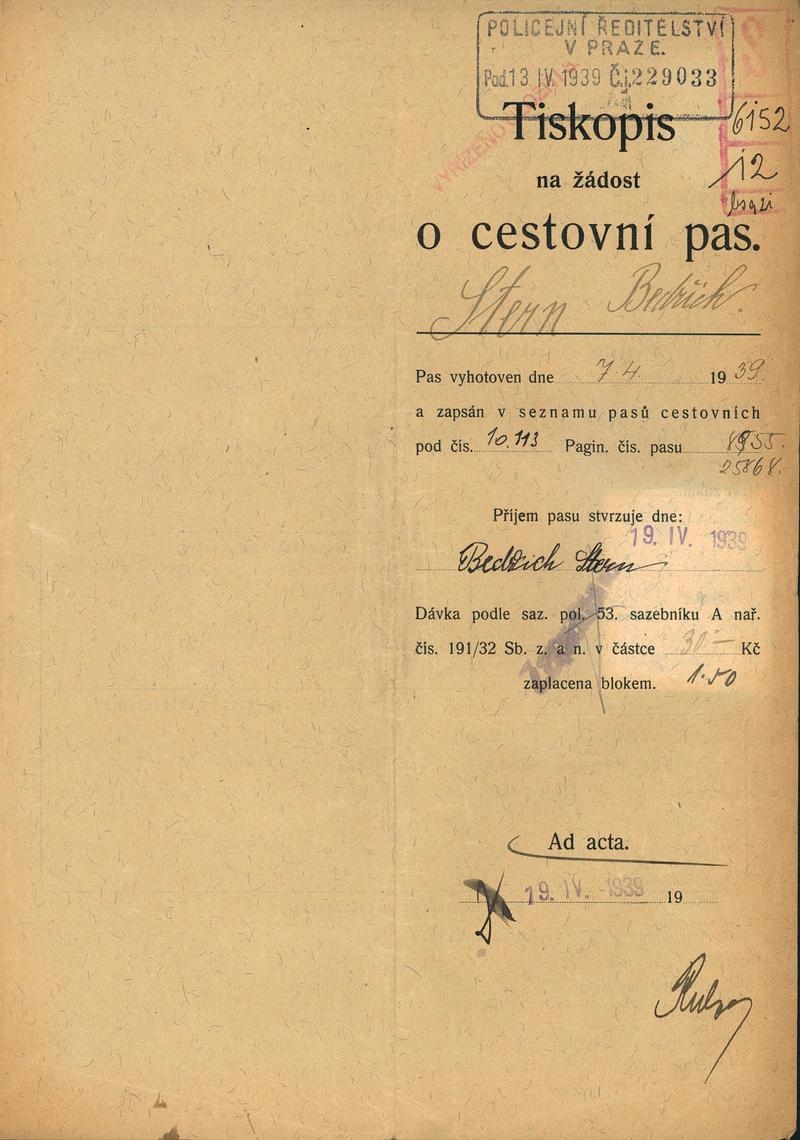 POLICEJNÍ ŘEDITELSTVÍ
V PRAZE.
Pod. 13 IV. 1939 Č.j. 229033
Tiskopis
6152
na žádost
12
o cestovní pas.
Stern Bedřich.
Pas vyhotoven dne 7 4. 1939.
a zapsán v seznamu pasů cestovních
pod čís. 10.113 Pagin. čís. pasu
25868.
Příjem pasu stvrzuje dne:
19. IV. 1939
Bedřich Stern
Dávka podle saz. pol. 53. sazebníku A nař.
čís. 191/32 Sb. z. a n. v částce 30.— Kč
zaplacena blokem. 1.50
Ad acta.
19. IV. 1939 19